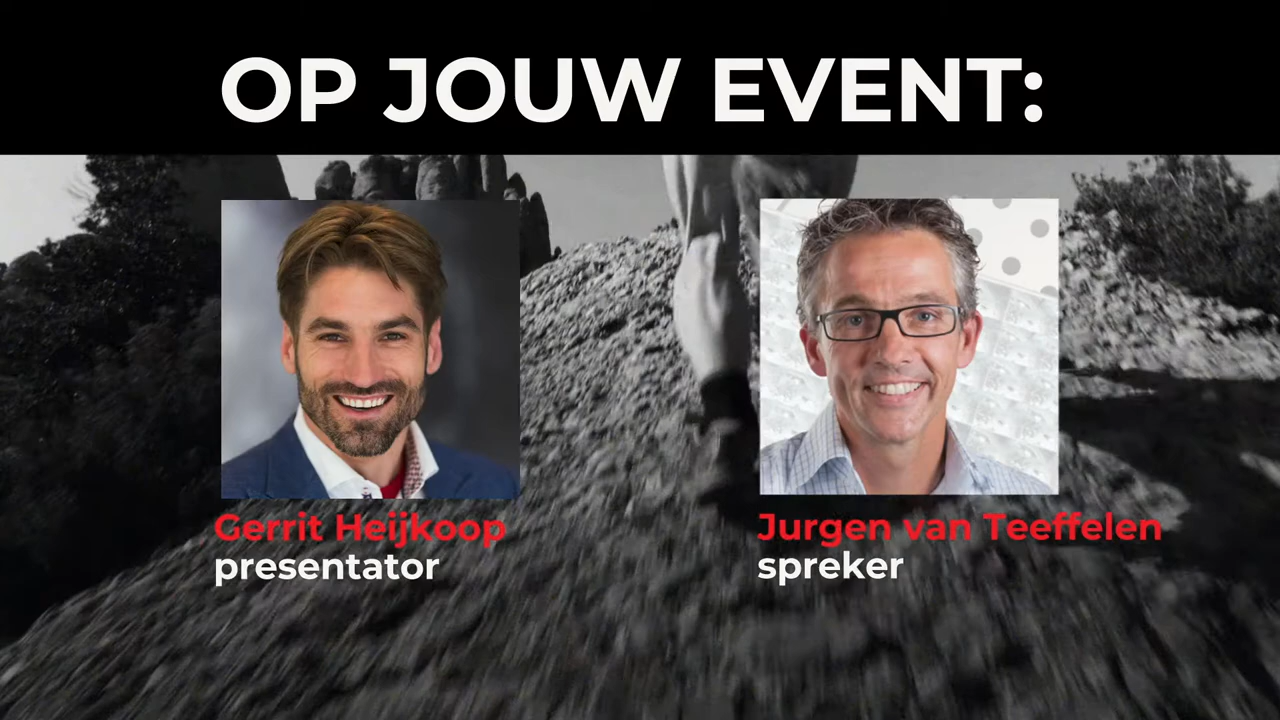 OP JOUW EVENT:
Gerrit Heijkoop
presentator
Jurgen van Teeffelen
spreker